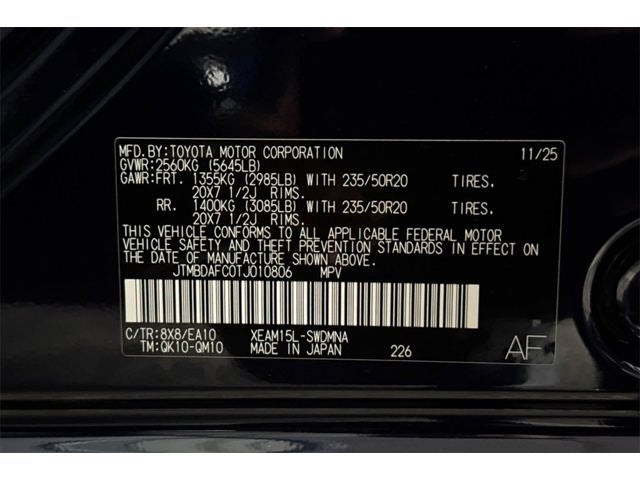 MFD.BY:TOYOTA MOTOR CORPORATION 11/25
GVWR:2560KG (5645LB)
GAWR:FRT. 1355KG (2985LB) WITH 235/50R20 TIRES.
20X7 1/2J RIMS.
RR. 1400KG (3085LB) WITH 235/50R20 TIRES.
20X7 1/2J RIMS.
THIS VEHICLE CONFORMS TO ALL APPLICABLE FEDERAL MOTOR
VEHICLE SAFETY AND THEFT PREVENTION STANDARDS IN EFFECT ON
THE DATE OF MANUFACTURE SHOWN ABOVE.
JTMBDAFC0TJ010806 MPV
C/TR:8X8/EA10 XEAM15L-SWDMNA
TM:QK10-QM10 MADE IN JAPAN 226 AF